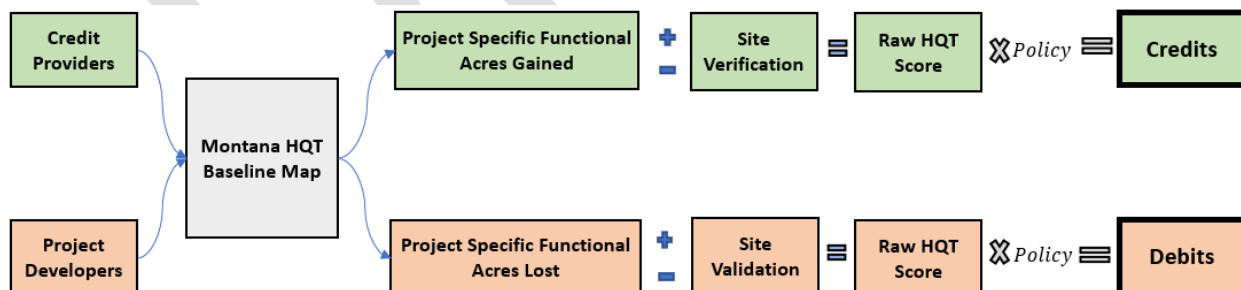 Credit
Providers
Project Specific Functional
Acres Gained
+
-
Site
Verification
=
Raw HQT
Score
× Policy =
Credits
Montana HQT
Baseline Map
Project
Developers
Project Specific Functional
Acres Lost
+
-
Site
Validation
=
Raw HQT
Score
× Policy =
Debits